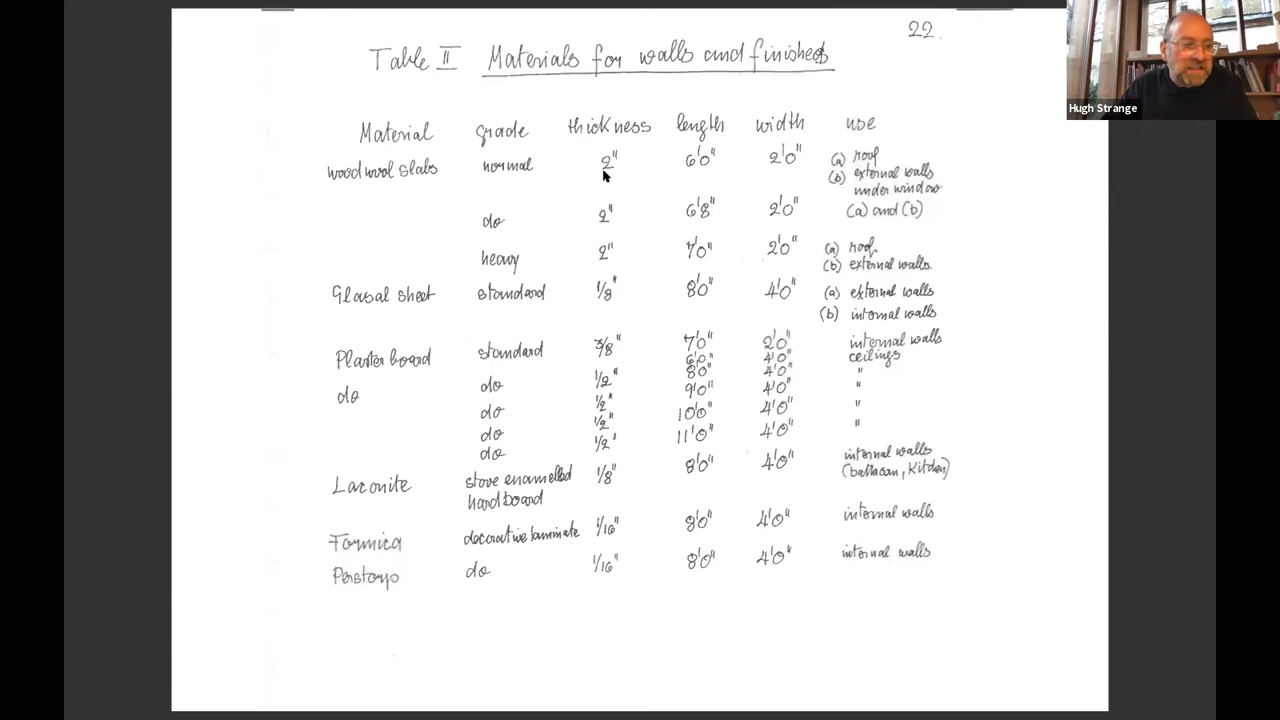 22.
Table II Materials for walls and finishes
Hugh Strange
Material grade thickness length width use
woodwool slabs normal 2" 6'0" 2'0" (a) roof
(b) external walls
under window
do 2" 6'8" 2'0" (a) and (b)
heavy 2" 7'0" 2'0" (a) roof
(b) external walls
Glasal sheet standard 1/8" 8'0" 4'0" (a) external walls
(b) internal walls
Plaster board standard 3/8" 7'0" 2'0" internal walls
6'0" 4'0" ceilings
do do 1/2" 8'0" 4'0" "
do 1/2" 9'0" 4'0" "
do 1/2" 10'0" 4'0" "
do 1/2" 11'0" 4'0" "
Laconite stove enamelled hardboard 1/8" 8'0" 4'0" internal walls
(bathroom, kitchen)
Formica decorative laminate 1/16" 8'0" 4'0" internal walls
do 1/16" 8'0" 4'0" internal walls